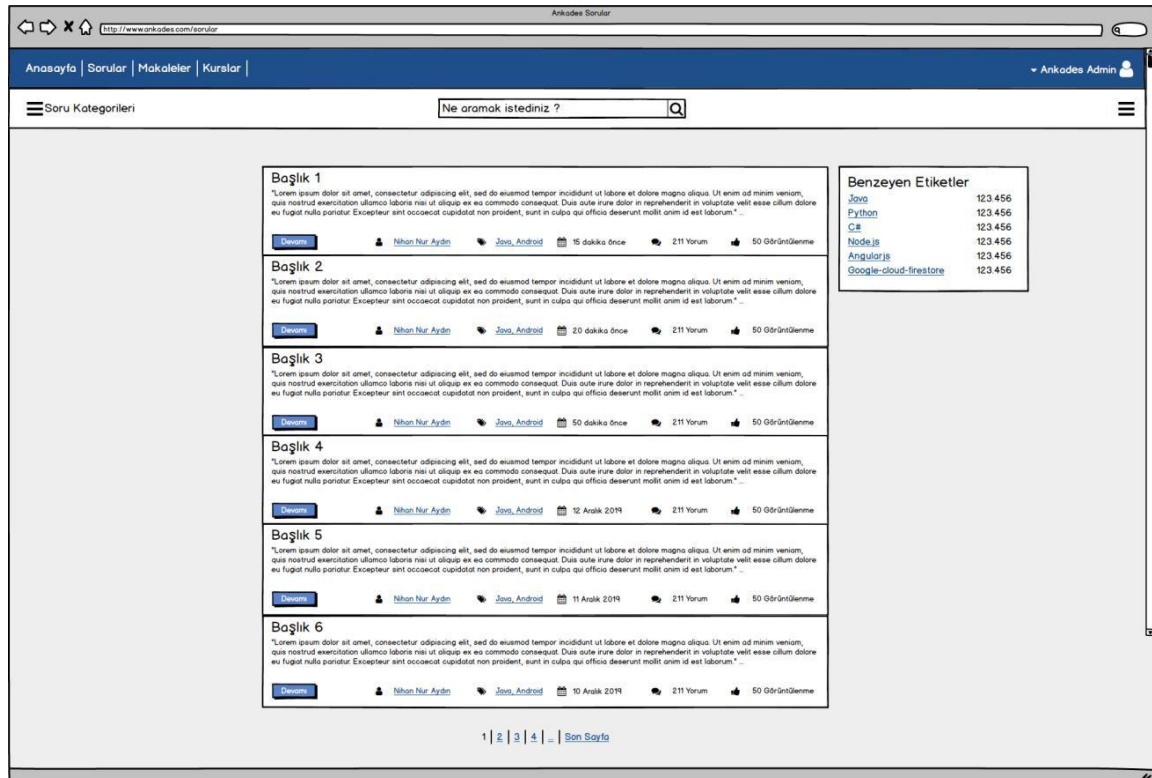 Ankades Sorular
http://www.ankades.com/sorular
Anasayfa | Sorular | Makaleler | Kurslar |
Ankades Admin
Soru Kategorileri
Ne aramak istediniz ?
Başlık 1
"Lorem ipsum dolor sit amet, consectetur adipiscing elit, sed do eiusmod tempor incididunt ut labore et dolore magna aliqua. Ut enim ad minim veniam,
quis nostrud exercitation ullamco laboris nisi ut aliquip ex ea commodo consequat. Duis aute irure dolor in reprehenderit in voluptate velit esse cillum dolore
eu fugiat nulla pariatur. Excepteur sint occaecat cupidatat non proident, sunt in culpa qui officia deserunt mollit anim id est laborum." ...
Devamı Nihan Nur Aydın Java, Android 15 dakika önce 211 Yorum 50 Görüntülenme
Başlık 2
"Lorem ipsum dolor sit amet, consectetur adipiscing elit, sed do eiusmod tempor incididunt ut labore et dolore magna aliqua. Ut enim ad minim veniam,
quis nostrud exercitation ullamco laboris nisi ut aliquip ex ea commodo consequat. Duis aute irure dolor in reprehenderit in voluptate velit esse cillum dolore
eu fugiat nulla pariatur. Excepteur sint occaecat cupidatat non proident, sunt in culpa qui officia deserunt mollit anim id est laborum." ...
Devamı Nihan Nur Aydın Java, Android 20 dakika önce 211 Yorum 50 Görüntülenme
Başlık 3
"Lorem ipsum dolor sit amet, consectetur adipiscing elit, sed do eiusmod tempor incididunt ut labore et dolore magna aliqua. Ut enim ad minim veniam,
quis nostrud exercitation ullamco laboris nisi ut aliquip ex ea commodo consequat. Duis aute irure dolor in reprehenderit in voluptate velit esse cillum dolore
eu fugiat nulla pariatur. Excepteur sint occaecat cupidatat non proident, sunt in culpa qui officia deserunt mollit anim id est laborum." ...
Devamı Nihan Nur Aydın Java, Android 50 dakika önce 211 Yorum 50 Görüntülenme
Başlık 4
"Lorem ipsum dolor sit amet, consectetur adipiscing elit, sed do eiusmod tempor incididunt ut labore et dolore magna aliqua. Ut enim ad minim veniam,
quis nostrud exercitation ullamco laboris nisi ut aliquip ex ea commodo consequat. Duis aute irure dolor in reprehenderit in voluptate velit esse cillum dolore
eu fugiat nulla pariatur. Excepteur sint occaecat cupidatat non proident, sunt in culpa qui officia deserunt mollit anim id est laborum." ...
Devamı Nihan Nur Aydın Java, Android 12 Aralık 2019 211 Yorum 50 Görüntülenme
Başlık 5
"Lorem ipsum dolor sit amet, consectetur adipiscing elit, sed do eiusmod tempor incididunt ut labore et dolore magna aliqua. Ut enim ad minim veniam,
quis nostrud exercitation ullamco laboris nisi ut aliquip ex ea commodo consequat. Duis aute irure dolor in reprehenderit in voluptate velit esse cillum dolore
eu fugiat nulla pariatur. Excepteur sint occaecat cupidatat non proident, sunt in culpa qui officia deserunt mollit anim id est laborum." ...
Devamı Nihan Nur Aydın Java, Android 11 Aralık 2019 211 Yorum 50 Görüntülenme
Başlık 6
"Lorem ipsum dolor sit amet, consectetur adipiscing elit, sed do eiusmod tempor incididunt ut labore et dolore magna aliqua. Ut enim ad minim veniam,
quis nostrud exercitation ullamco laboris nisi ut aliquip ex ea commodo consequat. Duis aute irure dolor in reprehenderit in voluptate velit esse cillum dolore
eu fugiat nulla pariatur. Excepteur sint occaecat cupidatat non proident, sunt in culpa qui officia deserunt mollit anim id est laborum." ...
Devamı Nihan Nur Aydın Java, Android 10 Aralık 2019 211 Yorum 50 Görüntülenme
Benzeyen Etiketler
Java 123.456
Python 123.456
C# 123.456
Node.js 123.456
Angularjs 123.456
Google-cloud-firestore 123.456
1 | 2 | 3 | 4 | ... | Son Sayfa